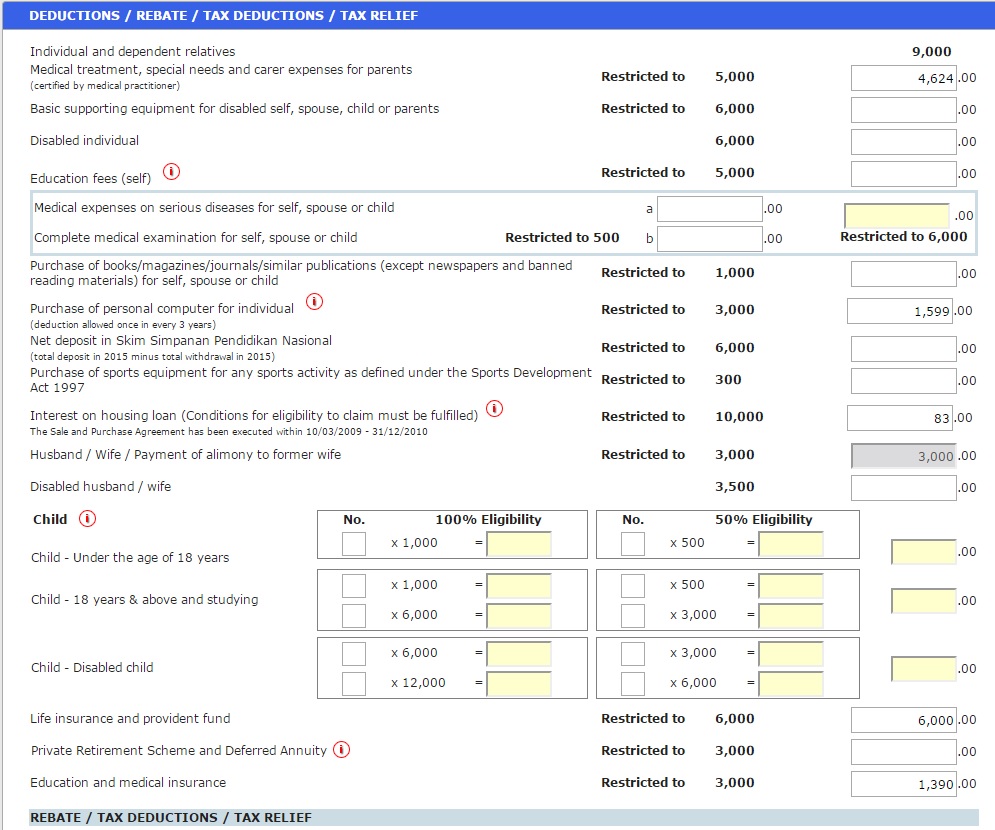 DEDUCTIONS / REBATE / TAX DEDUCTIONS / TAX RELIEF
Individual and dependent relatives 9,000
Medical treatment, special needs and carer expenses for parents
(certified by medical practitioner) Restricted to 5,000 4,624 .00
Basic supporting equipment for disabled self, spouse, child or parents Restricted to 6,000 .00
Disabled individual 6,000 .00
Education fees (self) i Restricted to 5,000 .00
Medical expenses on serious diseases for self, spouse or child a .00 .00
Complete medical examination for self, spouse or child Restricted to 500 b .00 Restricted to 6,000
Purchase of books/magazines/journals/similar publications (except newspapers and banned
reading materials) for self, spouse or child Restricted to 1,000 .00
Purchase of personal computer for individual i Restricted to 3,000 1,599 .00
(deduction allowed once in every 3 years)
Net deposit in Skim Simpanan Pendidikan Nasional Restricted to 6,000 .00
(total deposit in 2015 minus total withdrawal in 2015)
Purchase of sports equipment for any sports activity as defined under the Sports Development
Act 1997 Restricted to 300 .00
Interest on housing loan (Conditions for eligibility to claim must be fulfilled) i Restricted to 10,000 83 .00
The Sale and Purchase Agreement has been executed within 10/03/2009 - 31/12/2010
Husband / Wife / Payment of alimony to former wife Restricted to 3,000 3,000 .00
Disabled husband / wife 3,500 .00
Child i No. 100% Eligibility No. 50% Eligibility
Child - Under the age of 18 years x 1,000 = x 500 = .00
x 1,000 = x 500 =
Child - 18 years & above and studying .00
x 6,000 = x 3,000 =
x 6,000 = x 3,000 =
Child - Disabled child .00
x 12,000 = x 6,000 =
Life insurance and provident fund Restricted to 6,000 6,000 .00
Private Retirement Scheme and Deferred Annuity i Restricted to 3,000 .00
Education and medical insurance Restricted to 3,000 1,390 .00
REBATE / TAX DEDUCTIONS / TAX RELIEF